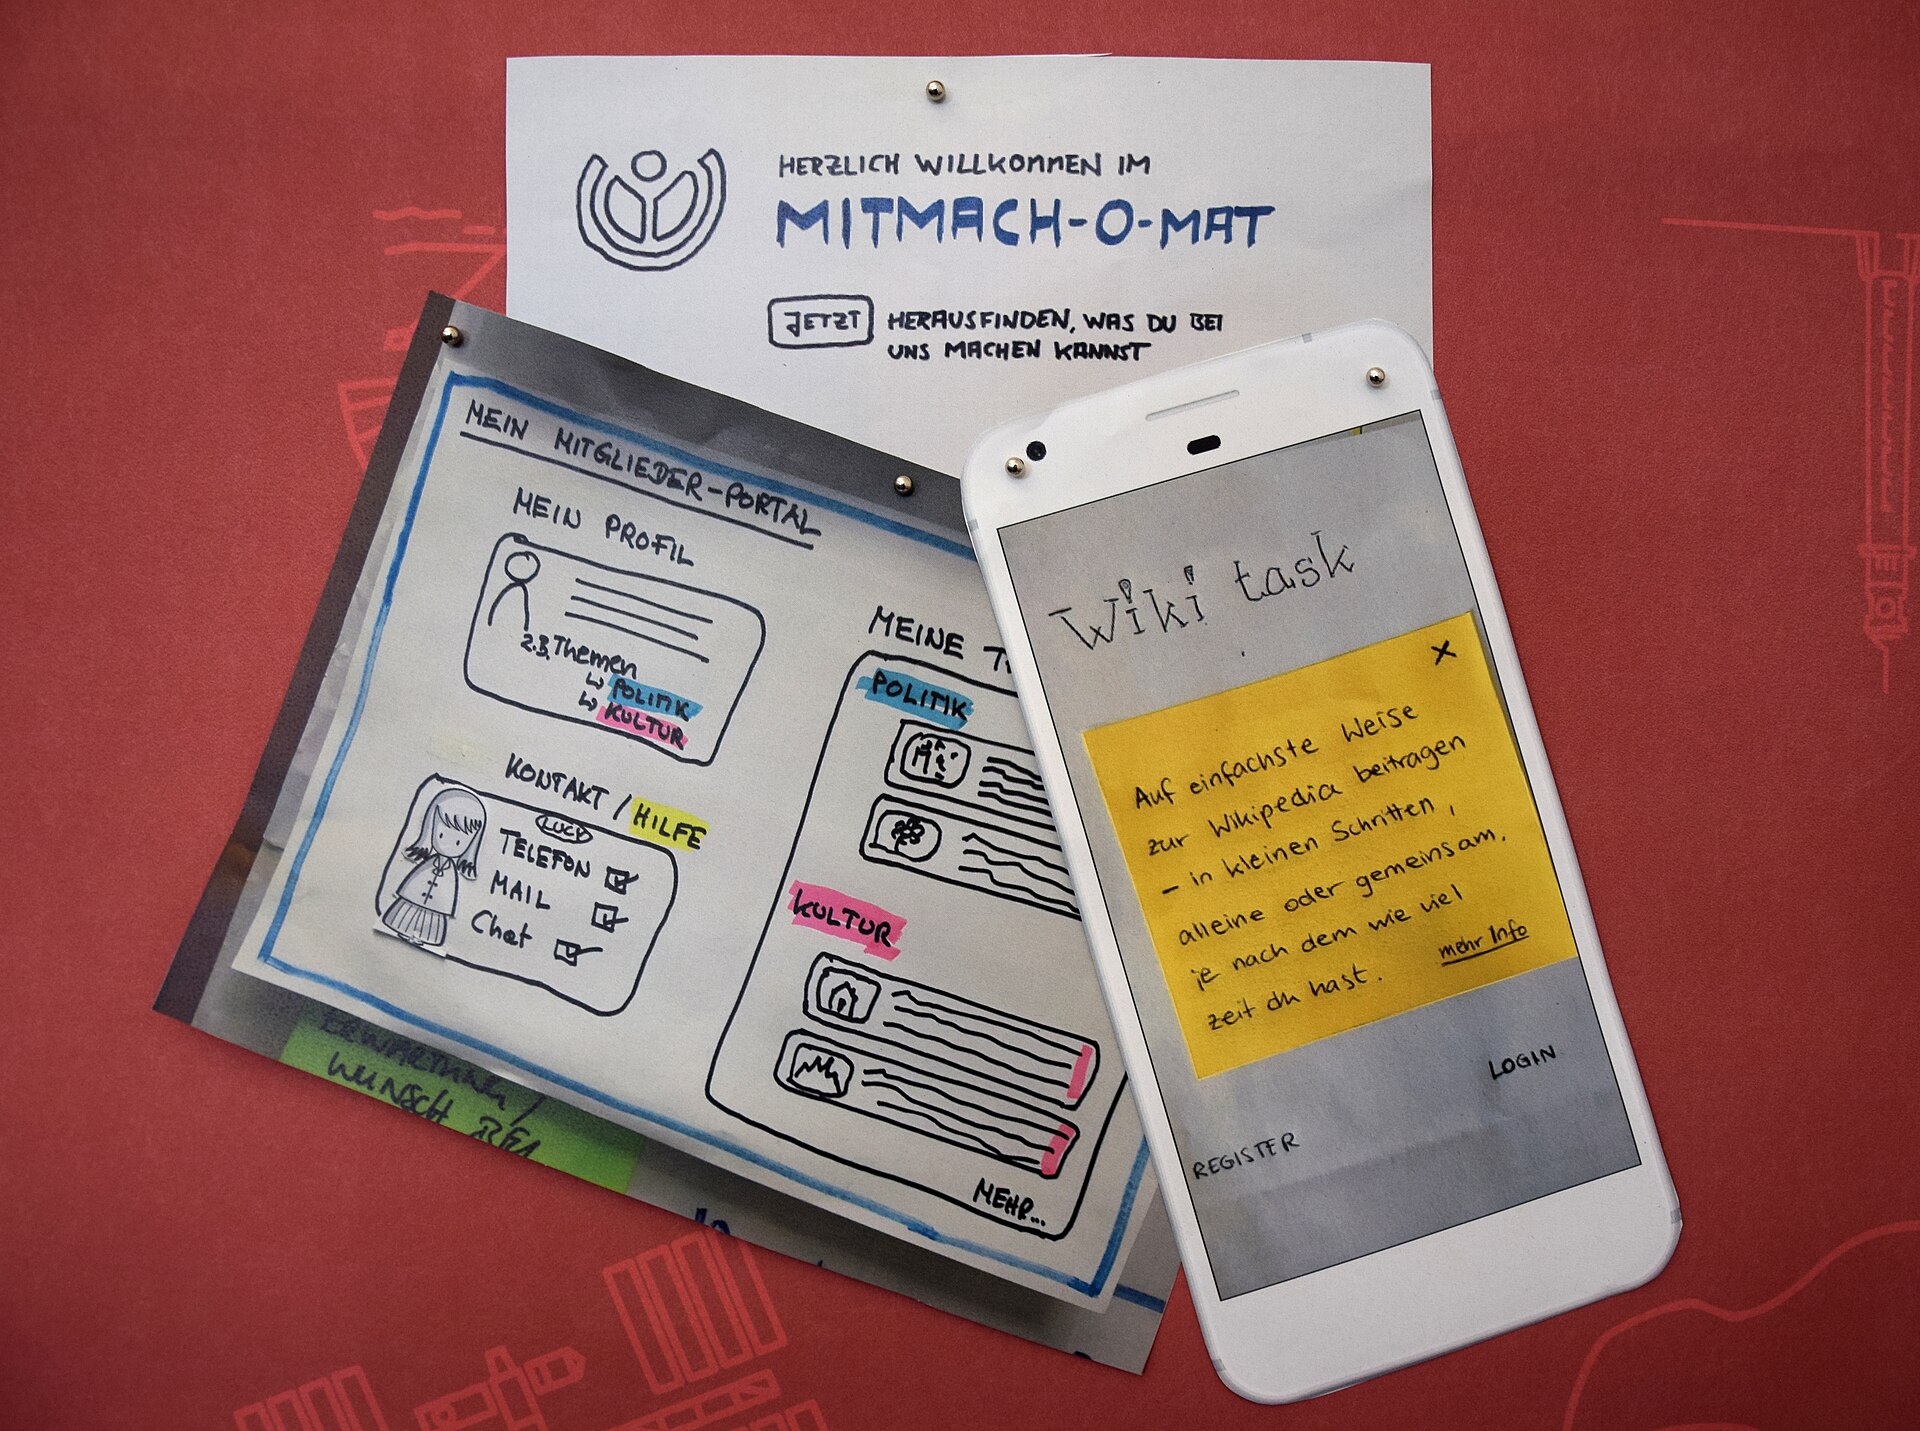 HERZLICH WILLKOMMEN IM
MITMACH-O-MAT
JETZT HERAUSFINDEN, WAS DU BEI
UNS MACHEN KANNST
MEIN MITGLIEDER-PORTAL
MEIN PROFIL
z.B. Themen
↳ POLITIK
↳ KULTUR
KONTAKT / HILFE
LUCY
TELEFON
MAIL
Chat
MEINE
POLITIK
KULTUR
MEHR...
WUNSCH
Wiki task
x
Auf einfachste Weise
zur Wikipedia beitragen
– in kleinen Schritten,
alleine oder gemeinsam,
je nach dem wie viel
zeit du hast.
mehr Info
LOGIN
REGISTER